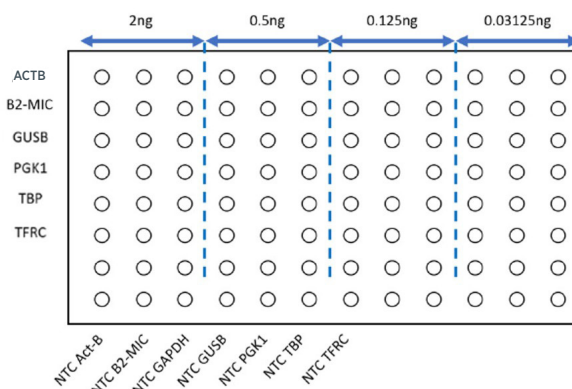 2ng 0.5ng 0.125ng 0.03125ng
ACTB
B2-MIC
GUSB
PGK1
TBP
TFRC
NTC Act-B
NTC B2-MIC
NTC GAPDH
NTC GUSB
NTC PGK1
NTC TBP
NTC TFRC